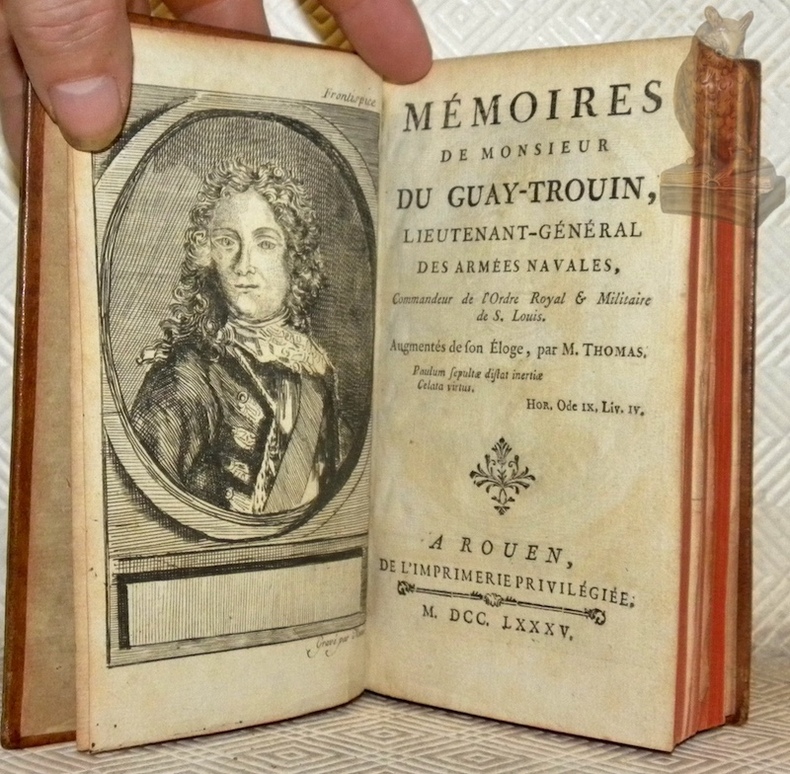 Frontispice
MÉMOIRES
DE MONSIEUR
DU GUAY-TROUIN,
LIEUTENANT-GÉNÉRAL
DES ARMÉES NAVALES,
Commandeur de l'Ordre Royal & Militaire
de S. Louis.
Augmentés de ſon Éloge, par M. THOMAS.
Paulum ſepultæ diſtat inertiæ
Celata virtus.
HOR. Ode IX, Liv. IV.
A ROUEN,
DE L'IMPRIMERIE PRIVILÉGIÉE;
M. DCC. LXXXV.
Gravé par